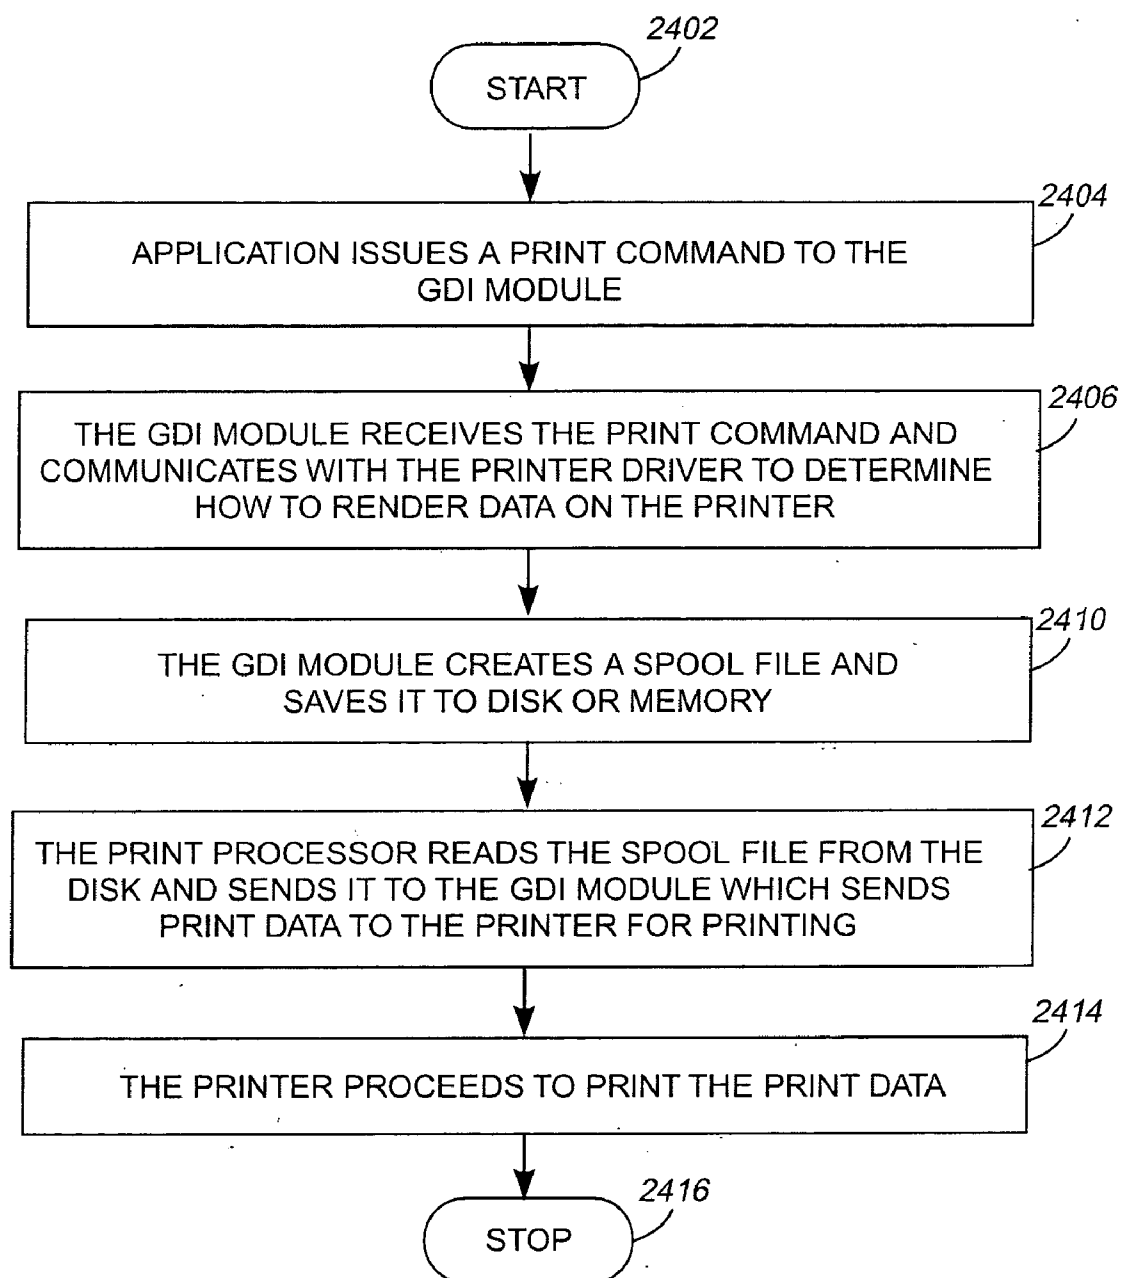 2402
START
2404
APPLICATION ISSUES A PRINT COMMAND TO THE
GDI MODULE
2406
THE GDI MODULE RECEIVES THE PRINT COMMAND AND
COMMUNICATES WITH THE PRINTER DRIVER TO DETERMINE
HOW TO RENDER DATA ON THE PRINTER
2410
THE GDI MODULE CREATES A SPOOL FILE AND
SAVES IT TO DISK OR MEMORY
2412
THE PRINT PROCESSOR READS THE SPOOL FILE FROM THE
DISK AND SENDS IT TO THE GDI MODULE WHICH SENDS
PRINT DATA TO THE PRINTER FOR PRINTING
2414
THE PRINTER PROCEEDS TO PRINT THE PRINT DATA
2416
STOP